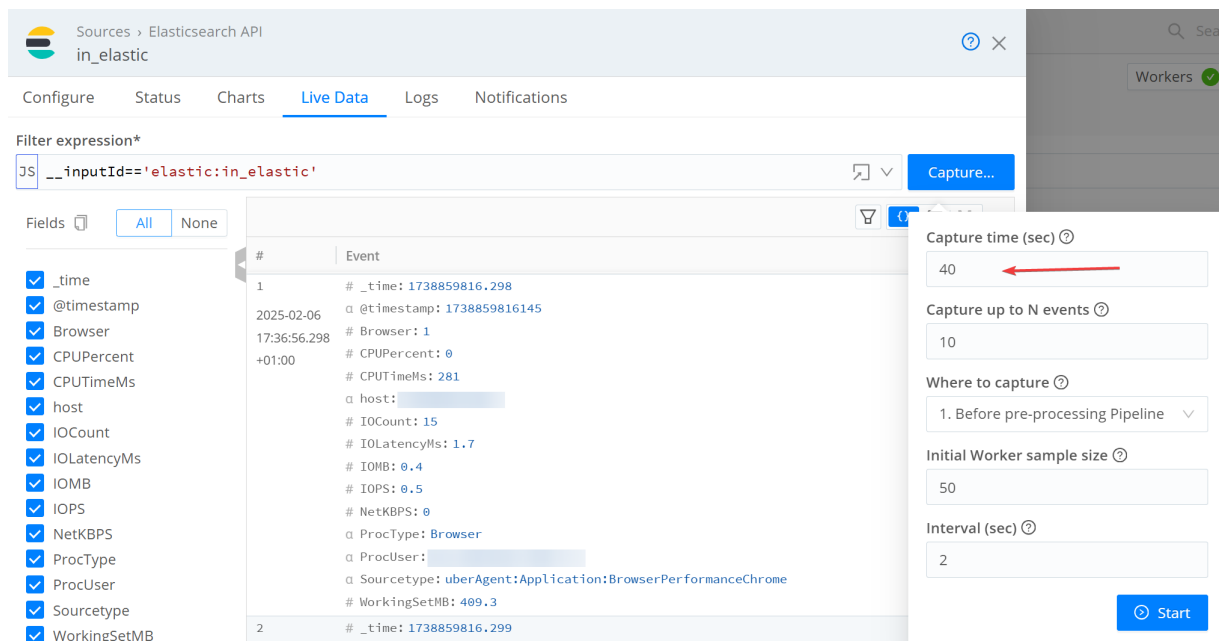 Sources › Elasticsearch API
in_elastic
Workers
Configure Status Charts Live Data Logs Notifications
Filter expression*
JS __inputId=='elastic:in_elastic'
Capture...
Fields All None
# Event
_time
@timestamp
Browser
CPUPercent
CPUTimeMs
host
IOCount
IOLatencyMs
IOMB
IOPS
NetKBPS
ProcType
ProcUser
Sourcetype
WorkingSetMB
1
2025-02-06
17:36:56.298
+01:00
# _time: 1738859816.298
α @timestamp: 1738859816145
# Browser: 1
# CPUPercent: 0
# CPUTimeMs: 281
α host:
# IOCount: 15
# IOLatencyMs: 1.7
# IOMB: 0.4
# IOPS: 0.5
# NetKBPS: 0
α ProcType: Browser
α ProcUser:
α Sourcetype: uberAgent:Application:BrowserPerformanceChrome
# WorkingSetMB: 409.3
2 # _time: 1738859816.299
Capture time (sec)
40
Capture up to N events
10
Where to capture
1. Before pre-processing Pipeline
Initial Worker sample size
50
Interval (sec)
2
Start